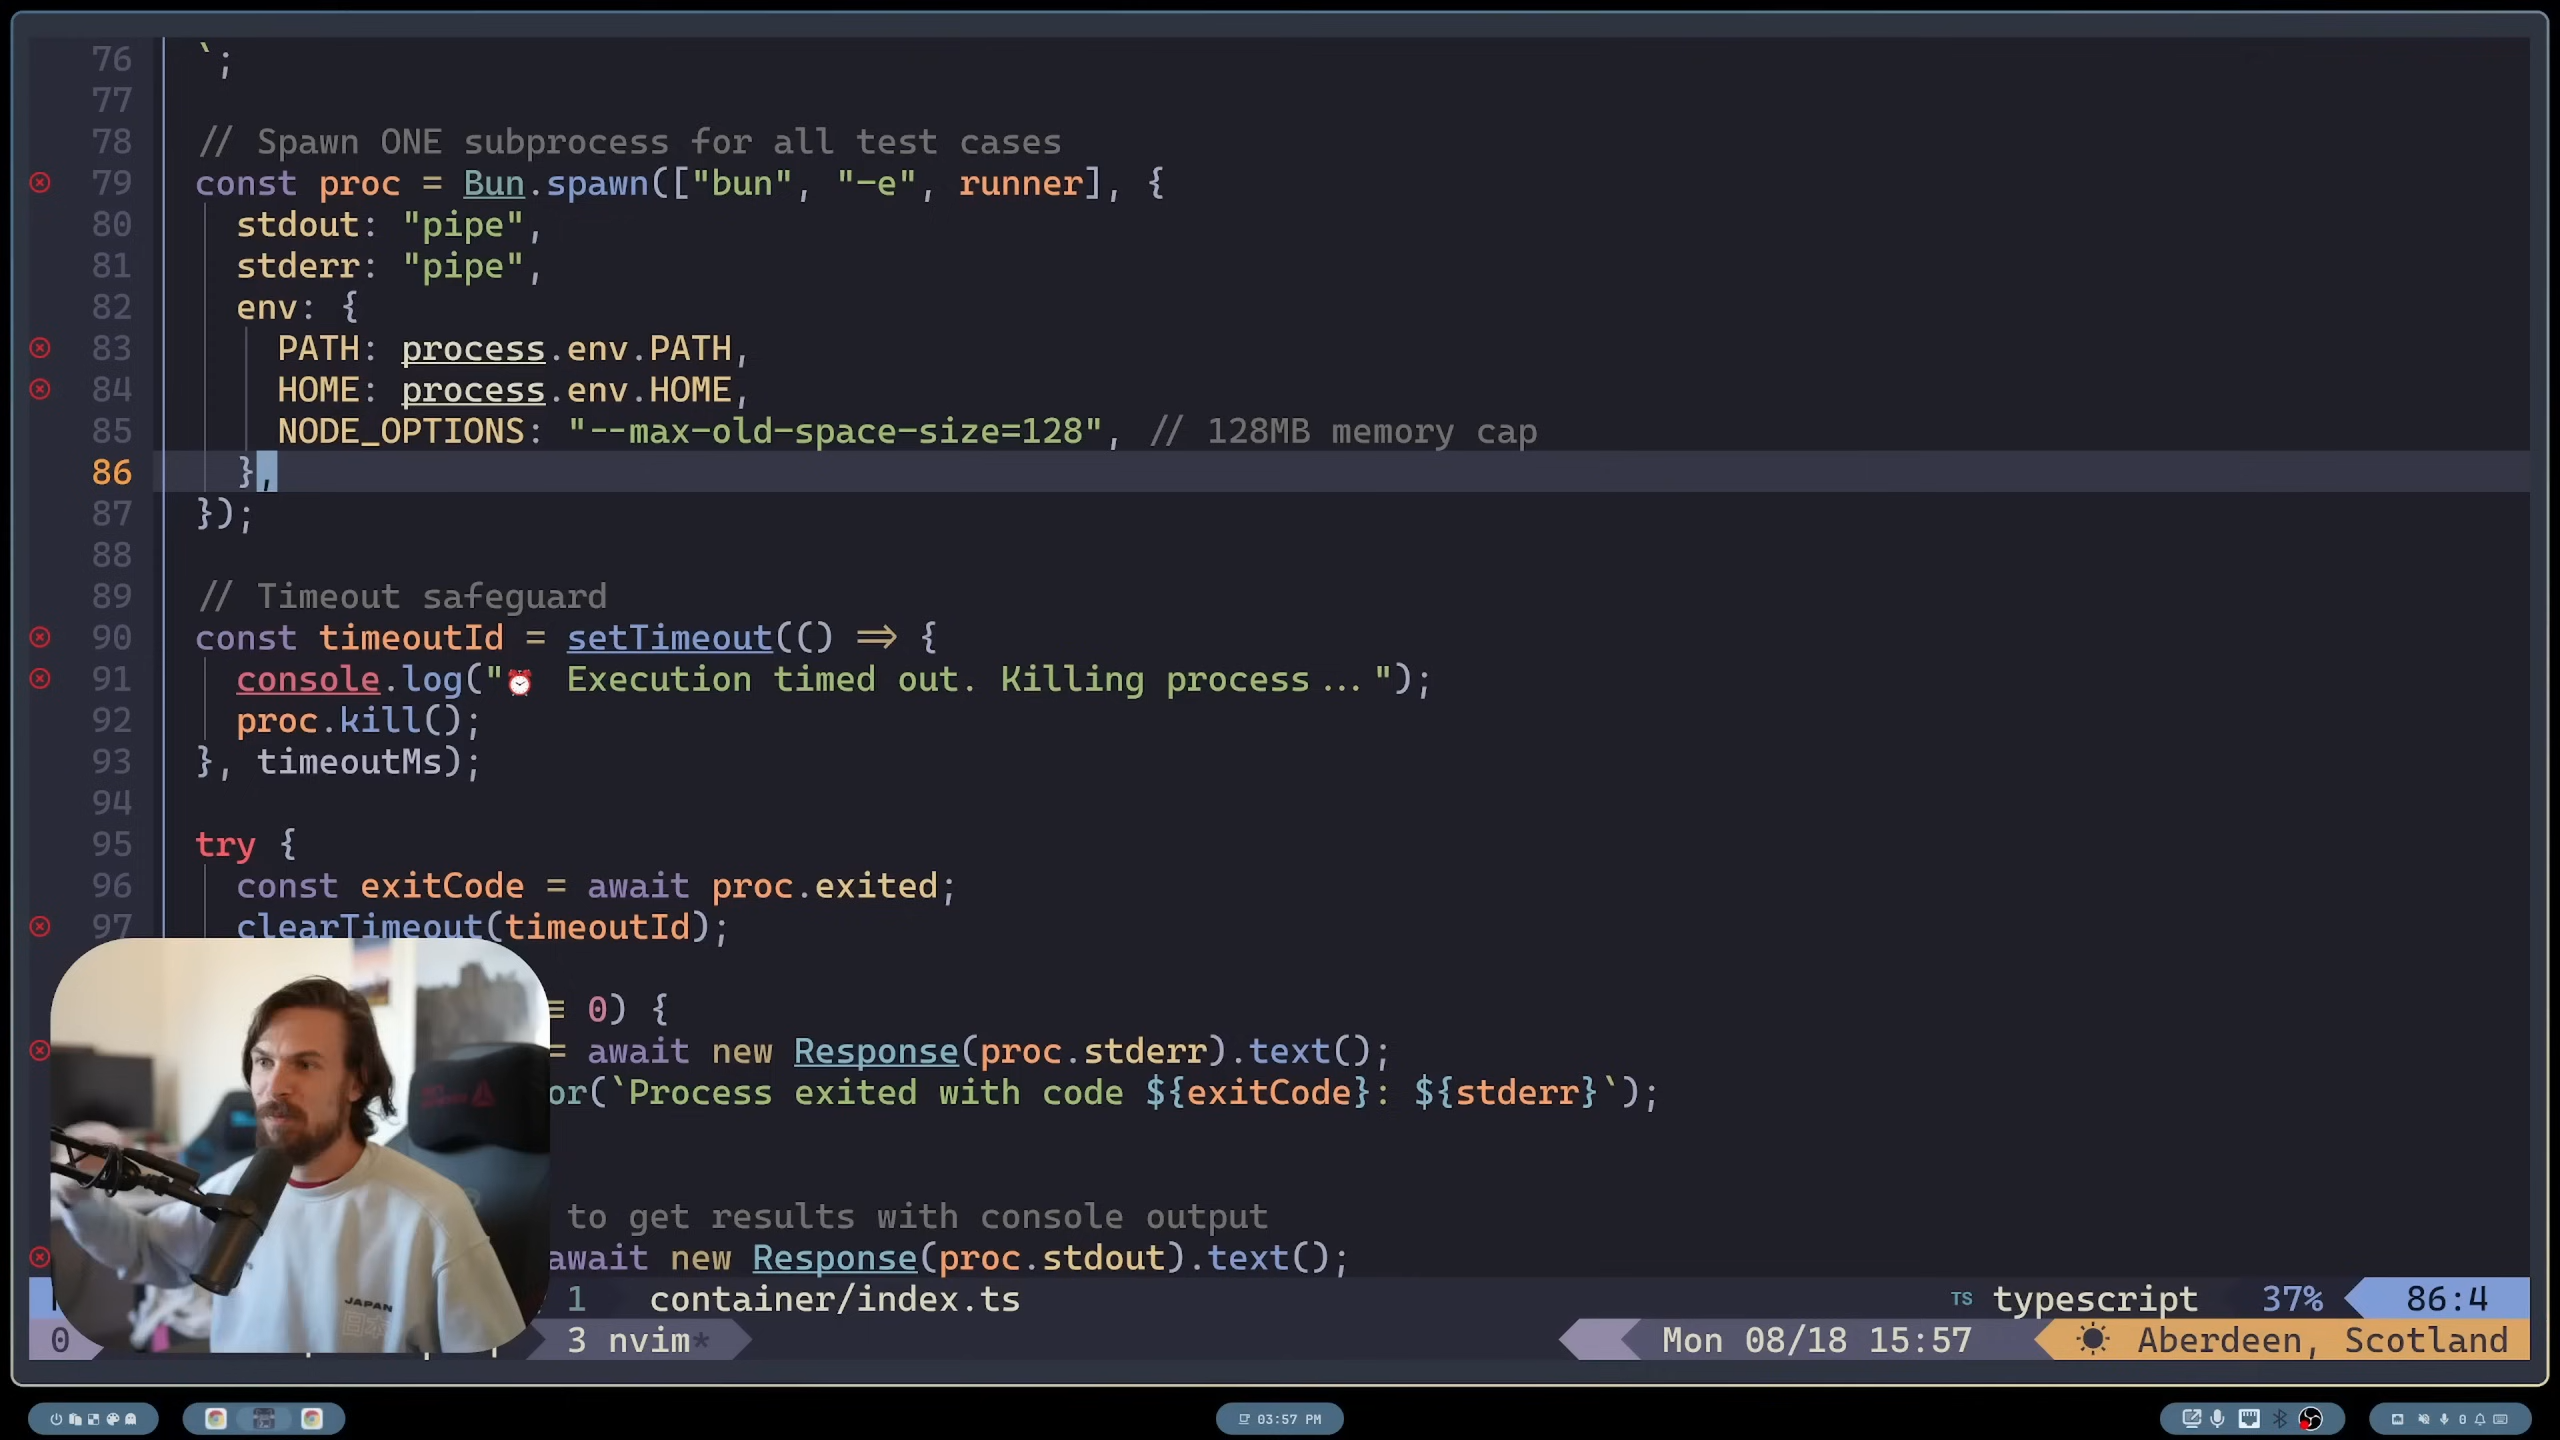 76 `;
77
78 // Spawn ONE subprocess for all test cases
79 const proc = Bun.spawn(["bun", "-e", runner], {
80 stdout: "pipe",
81 stderr: "pipe",
82 env: {
83 PATH: process.env.PATH,
84 HOME: process.env.HOME,
85 NODE_OPTIONS: "--max-old-space-size=128", // 128MB memory cap
86 },
87 });
88
89 // Timeout safeguard
90 const timeoutId = setTimeout(() => {
91 console.log("⏰ Execution timed out. Killing process...");
92 proc.kill();
93 }, timeoutMs);
94
95 try {
96 const exitCode = await proc.exited;
97 clearTimeout(timeoutId);
0) {
= await new Response(proc.stderr).text();
or(`Process exited with code ${exitCode}: ${stderr}`);
to get results with console output
await new Response(proc.stdout).text();
1 container/index.ts TS typescript 37% 86:4
0 3 nvim* Mon 08/18 15:57 Aberdeen, Scotland
JAPAN
日本
03:57 PM
0